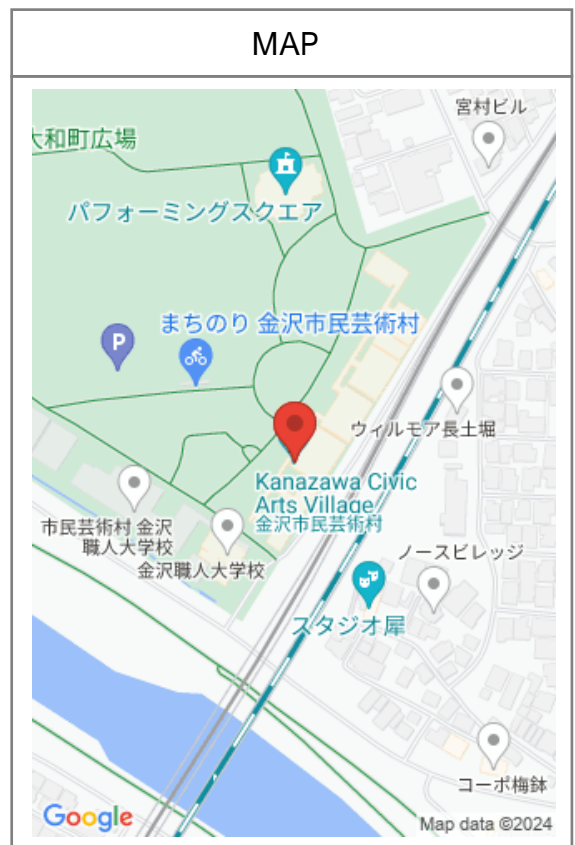 MAP
宮村ビル
大和町広場
パフォーミングスクエア
まちのり 金沢市民芸術村
P
ウィルモア長土堀
Kanazawa Civic
Arts Village
金沢市民芸術村
市民芸術村 金沢
職人大学校
金沢職人大学校
ノースビレッジ
スタジオ犀
コーポ梅鉢
Google
Map data ©2024